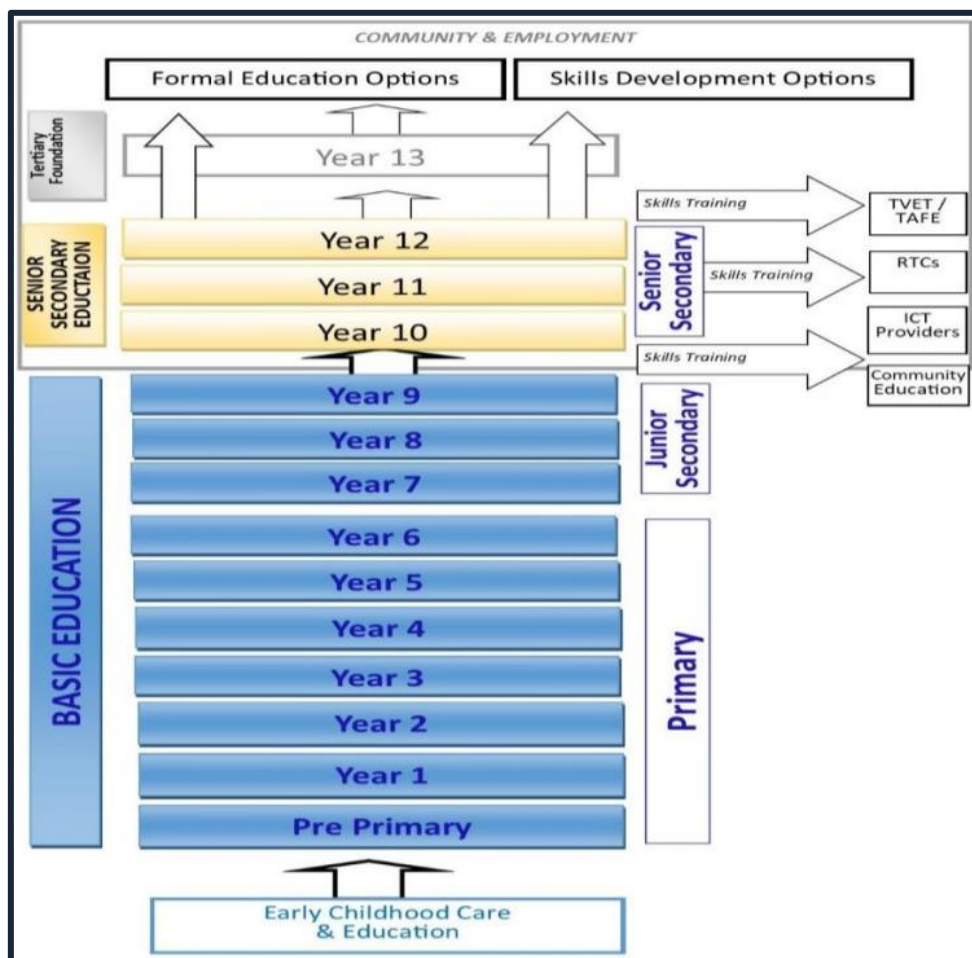 COMMUNITY & EMPLOYMENT
Formal Education Options
Skills Development Options
Tertiary
Foundation
Year 13
Skills Training
TVET /
TAFE
SENIOR
SECONDARY
EDUCTAION
Year 12
Year 11
Year 10
Senior
Secondary
Skills Training
RTCs
ICT
Providers
Skills Training
Community
Education
BASIC EDUCATION
Year 9
Year 8
Year 7
Junior
Secondary
Year 6
Year 5
Year 4
Year 3
Year 2
Year 1
Pre Primary
Primary
Early Childhood Care
& Education